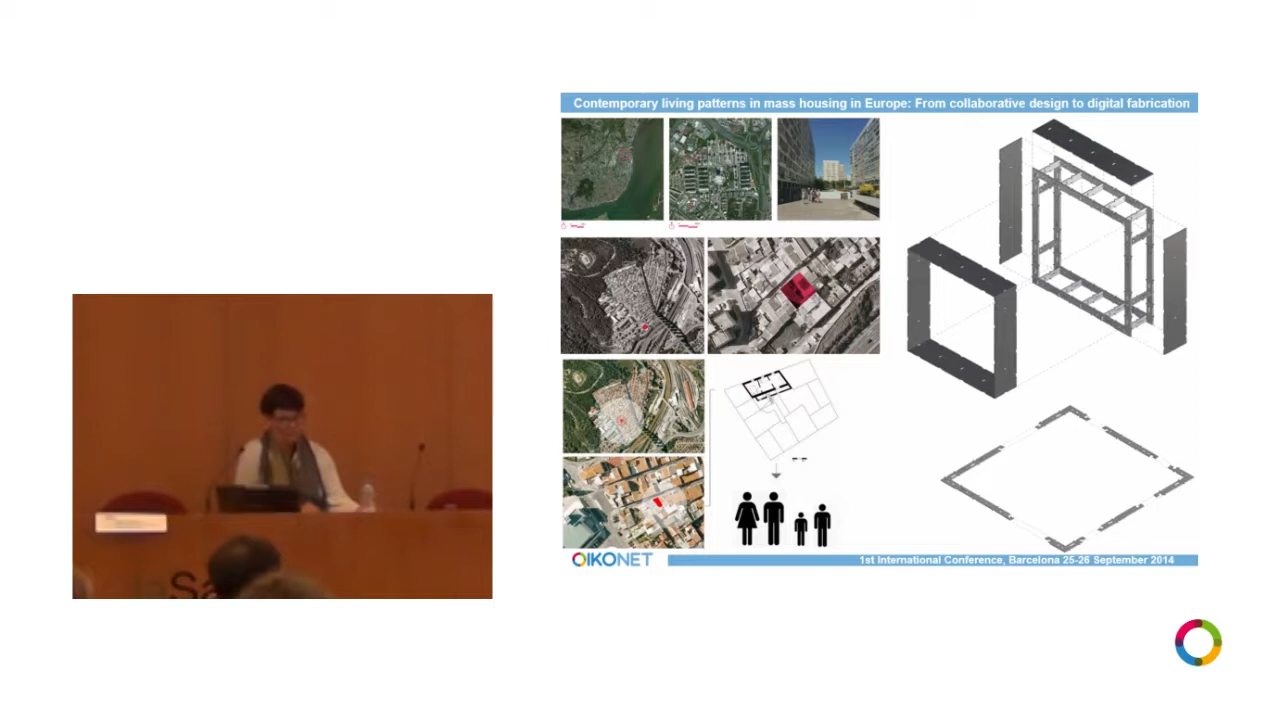 Contemporary living patterns in mass housing in Europe: From collaborative design to digital fabrication
OIKONET
1st International Conference, Barcelona 25-26 September 2014
laSa